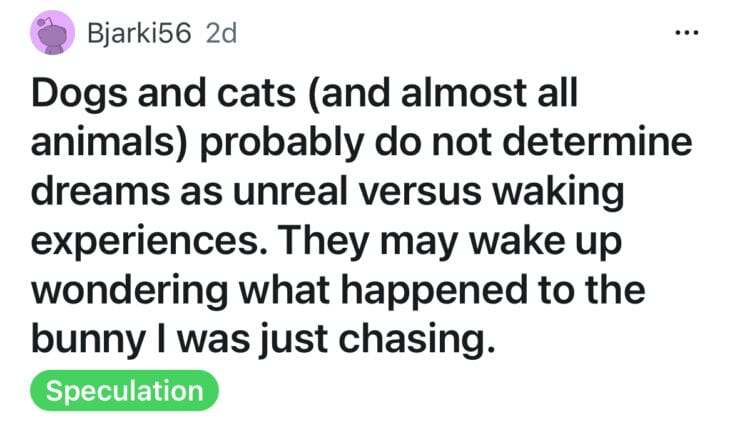 Bjarki56 2d
Dogs and cats (and almost all
animals) probably do not determine
dreams as unreal versus waking
experiences. They may wake up
wondering what happened to the
bunny I was just chasing.
Speculation